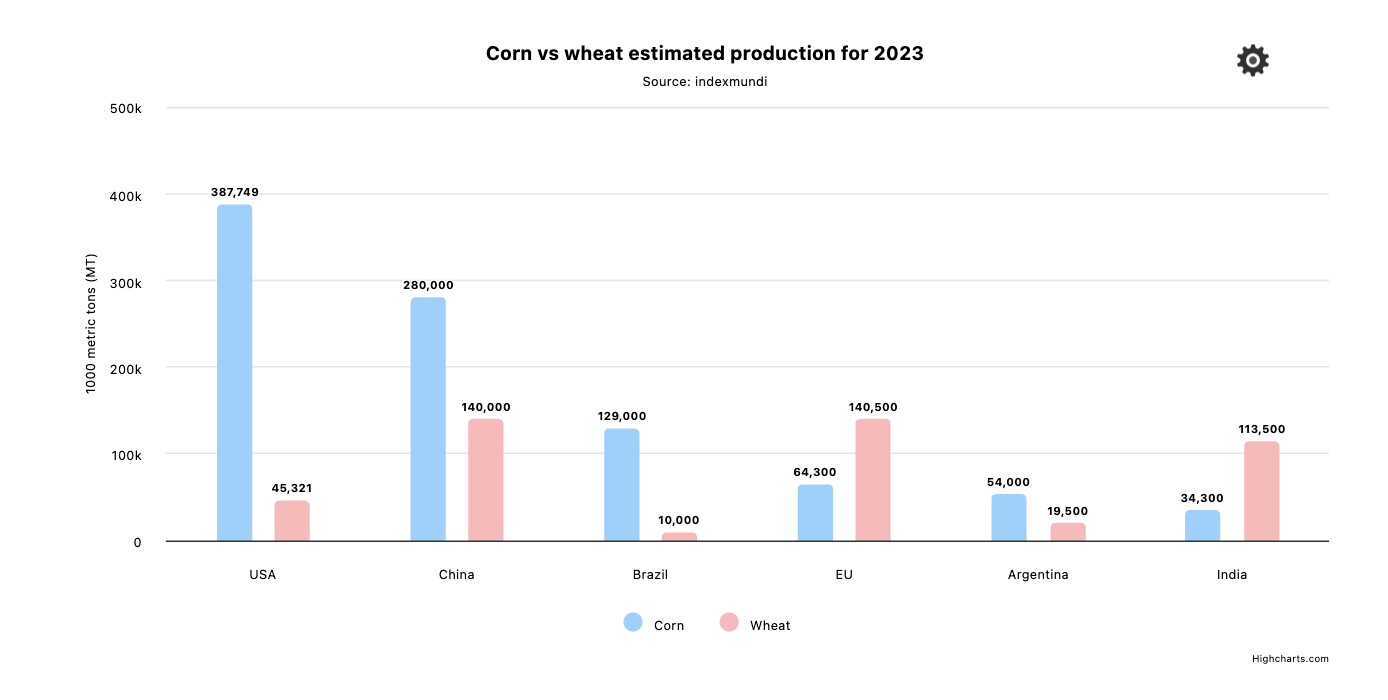 Corn vs wheat estimated production for 2023
Source: indexmundi
1000 metric tons (MT)
500k
400k
300k
200k
100k
0
387,749
45,321
280,000
140,000
129,000
10,000
64,300
140,500
54,000
19,500
34,300
113,500
USA
China
Brazil
EU
Argentina
India
Corn
Wheat
Highcharts.com